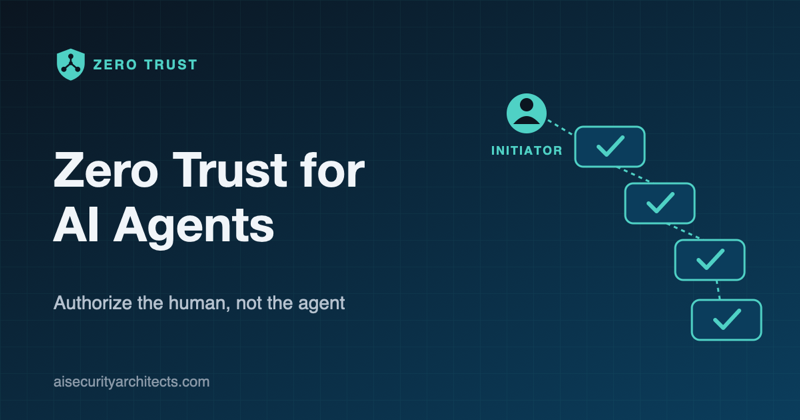 ZERO TRUST
Zero Trust for
AI Agents
Authorize the human, not the agent
aisecurityarchitects.com
INITIATOR